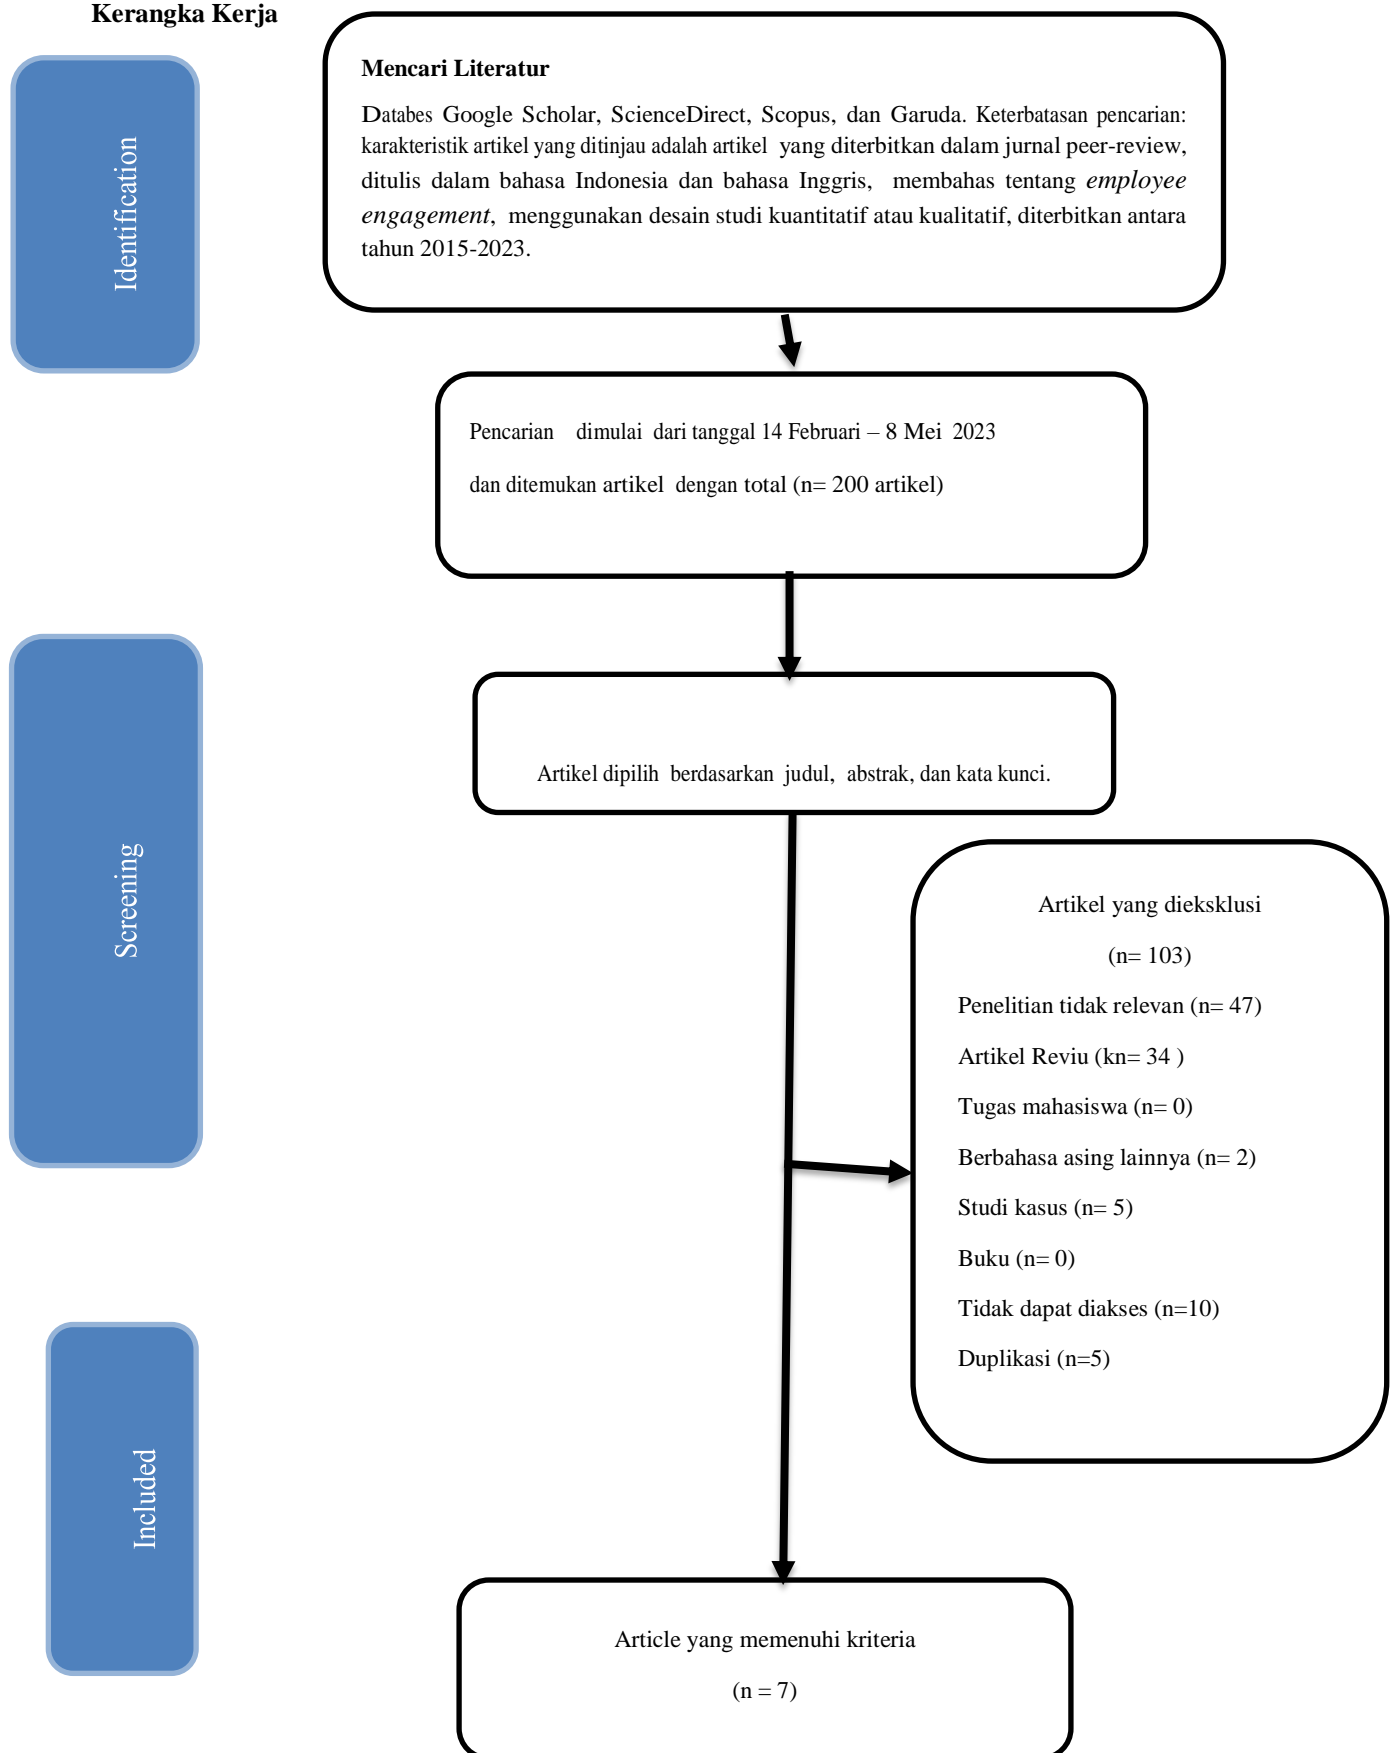 Kerangka Kerja
Identification
Mencari Literatur
Databes Google Scholar, ScienceDirect, Scopus, dan Garuda. Keterbatasan pencarian:
karakteristik artikel yang ditinjau adalah artikel yang diterbitkan dalam jurnal peer-review,
ditulis dalam bahasa Indonesia dan bahasa Inggris, membahas tentang employee
engagement, menggunakan desain studi kuantitatif atau kualitatif, diterbitkan antara
tahun 2015-2023.
Pencarian dimulai dari tanggal 14 Februari – 8 Mei 2023
dan ditemukan artikel dengan total (n= 200 artikel)
Screening
Artikel dipilih berdasarkan judul, abstrak, dan kata kunci.
Artikel yang dieksklusi
(n= 103)
Penelitian tidak relevan (n= 47)
Artikel Reviu (kn= 34 )
Tugas mahasiswa (n= 0)
Berbahasa asing lainnya (n= 2)
Studi kasus (n= 5)
Buku (n= 0)
Tidak dapat diakses (n=10)
Duplikasi (n=5)
Included
Article yang memenuhi kriteria
(n = 7)